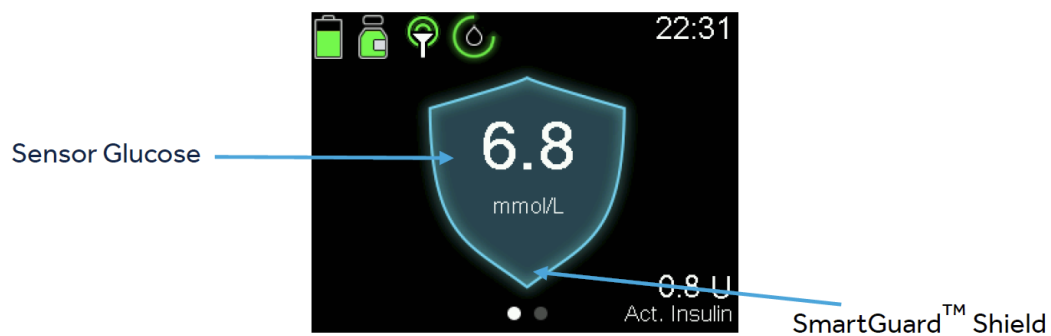 22:31
Sensor Glucose
6.8
mmol/L
0.8 U
Act. Insulin
SmartGuard™ Shield